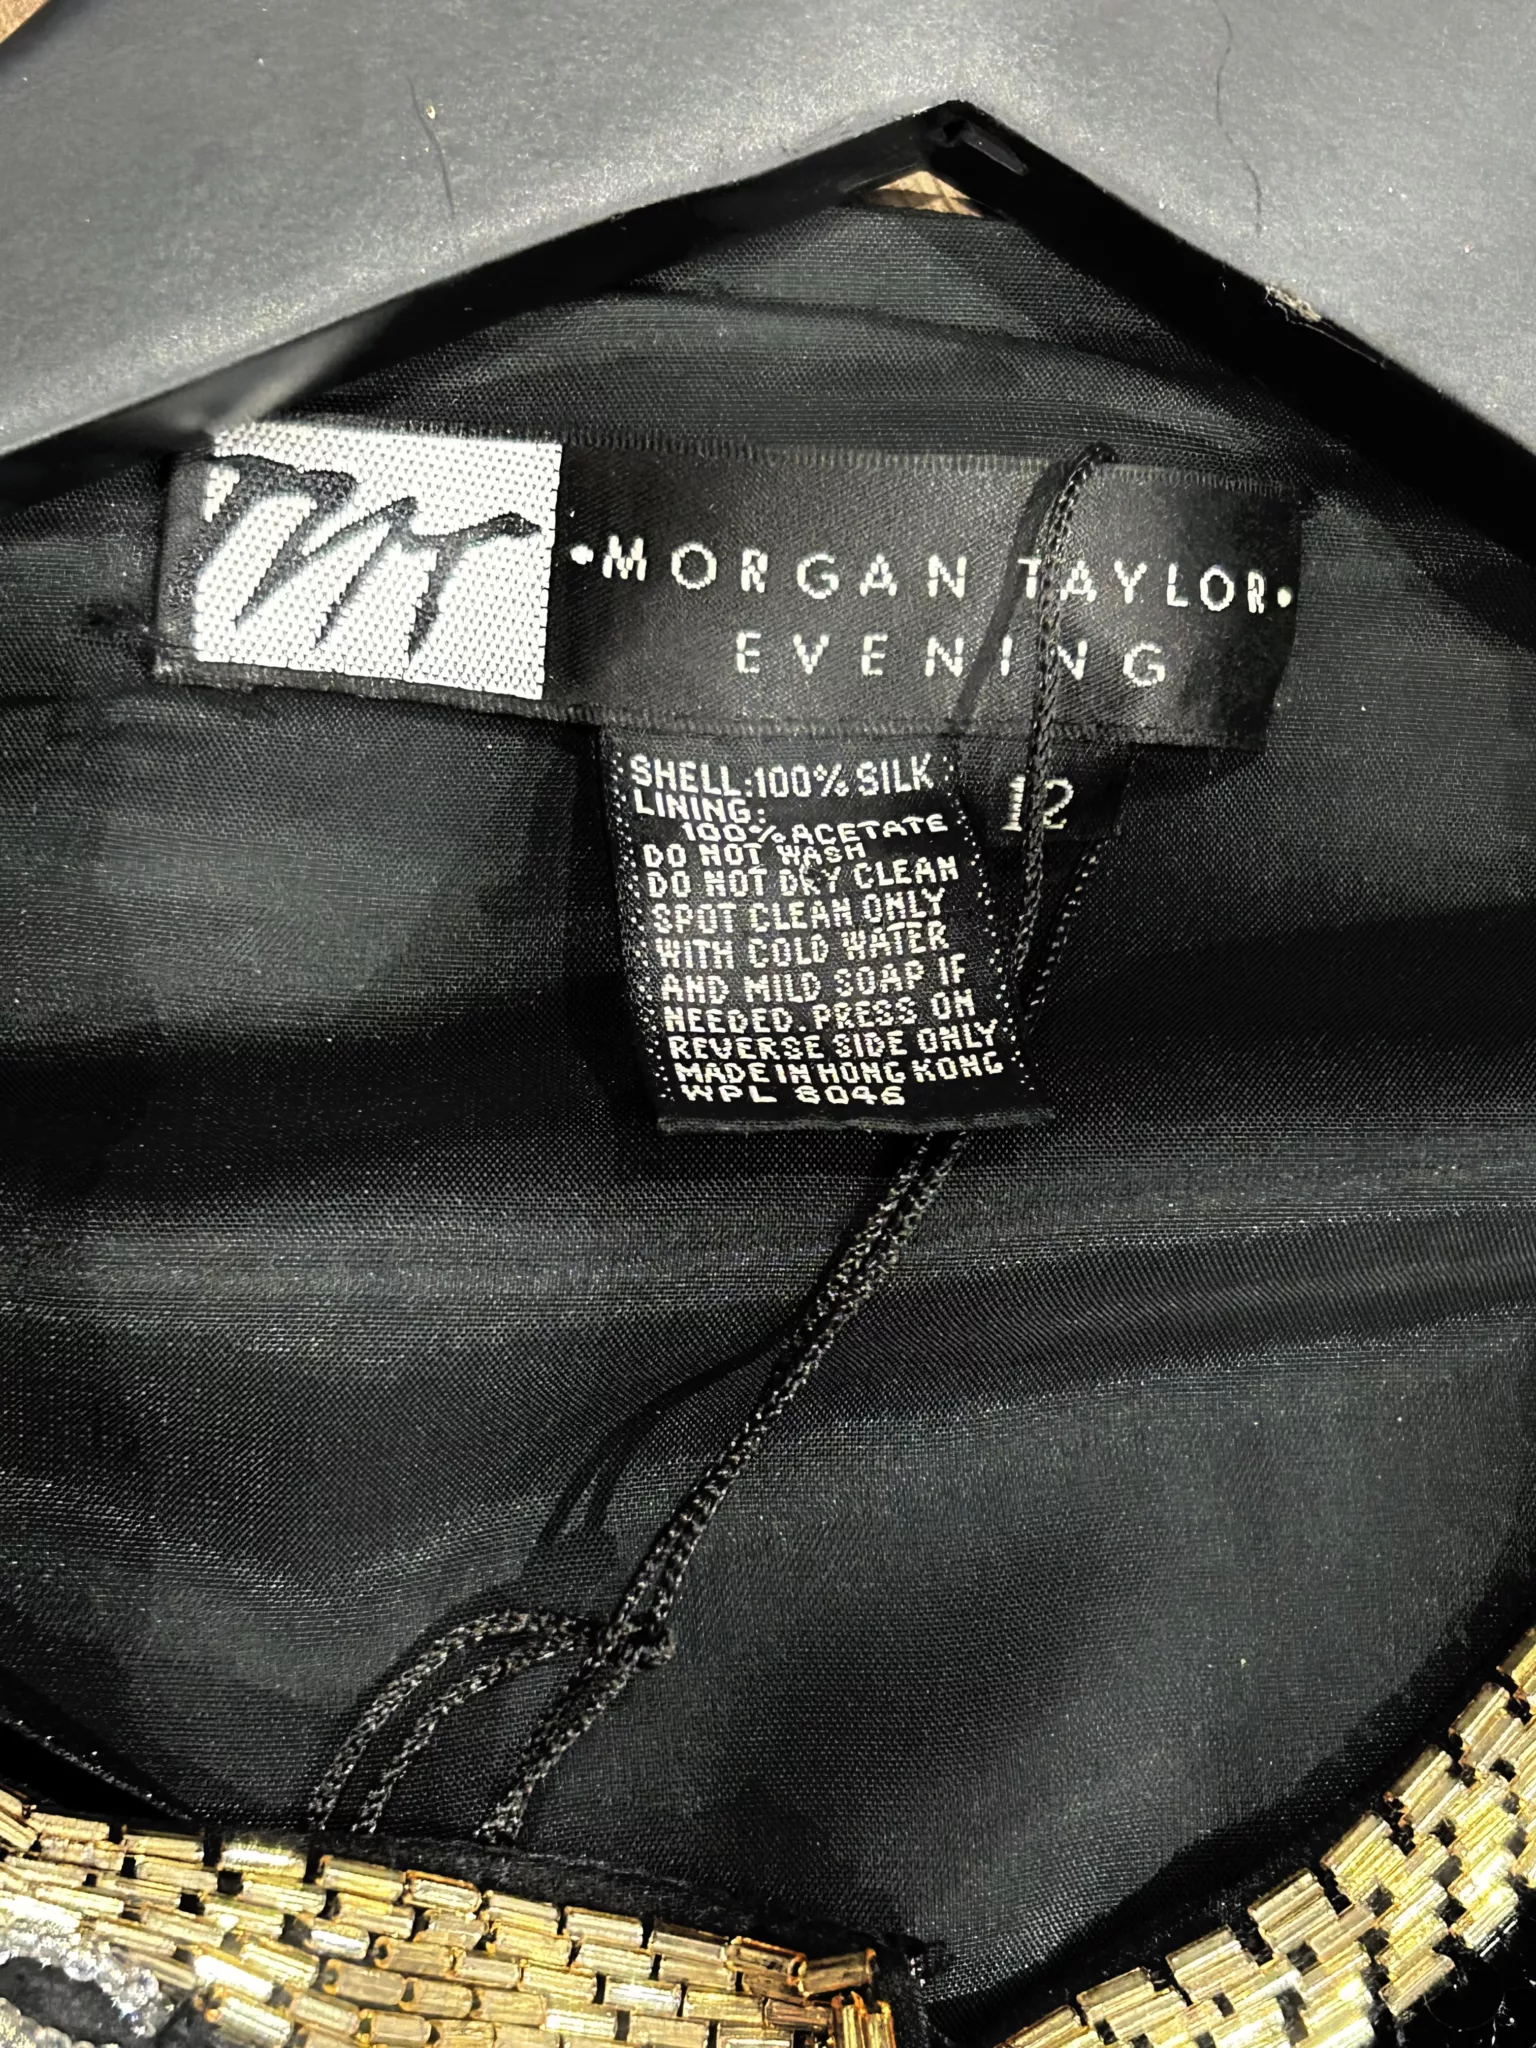 MT
•MORGAN TAYLOR•
EVENING
12
SHELL:100% SILK
LINING:
100% ACETATE
DO NOT WASH
DO NOT DRY CLEAN
SPOT CLEAN ONLY
WITH COLD WATER
AND MILD SOAP IF
NEEDED. PRESS ON
REVERSE SIDE ONLY
MADE IN HONG KONG
WPL 8046